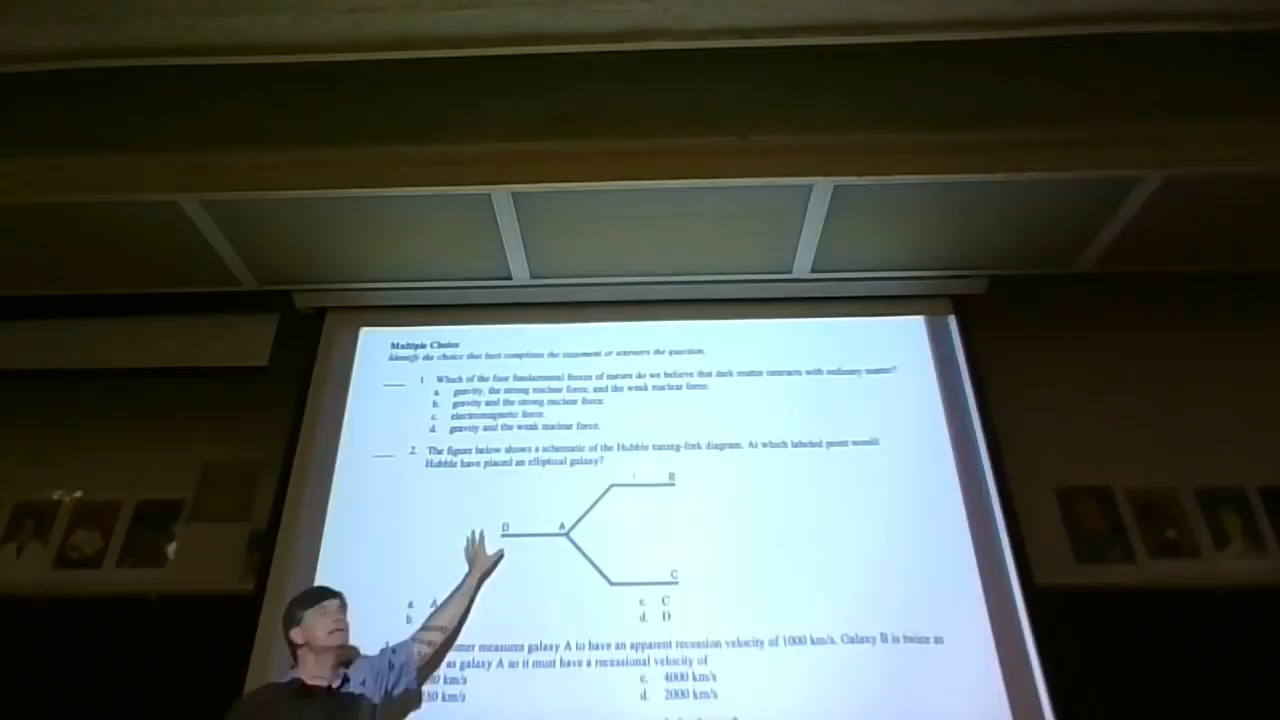 Multiple Choice
Identify the choice that best completes the statement or answers the question.
1. Which of the four fundamental forces of nature do we believe that dark matter interacts with ordinary matter?
a. gravity, the strong nuclear force, and the weak nuclear force.
b. gravity and the strong nuclear force.
c. electromagnetic force.
d. gravity and the weak nuclear force.
2. The figure below shows a schematic of the Hubble tuning-fork diagram. At which labeled point would
Hubble have placed an elliptical galaxy?
B
D A
C
a. A c. C
b. d. D
measures galaxy A to have an apparent recession velocity of 1000 km/s. Galaxy B is twice as
as galaxy A so it must have a recessional velocity of
km/s c. 4000 km/s
km/s d. 2000 km/s